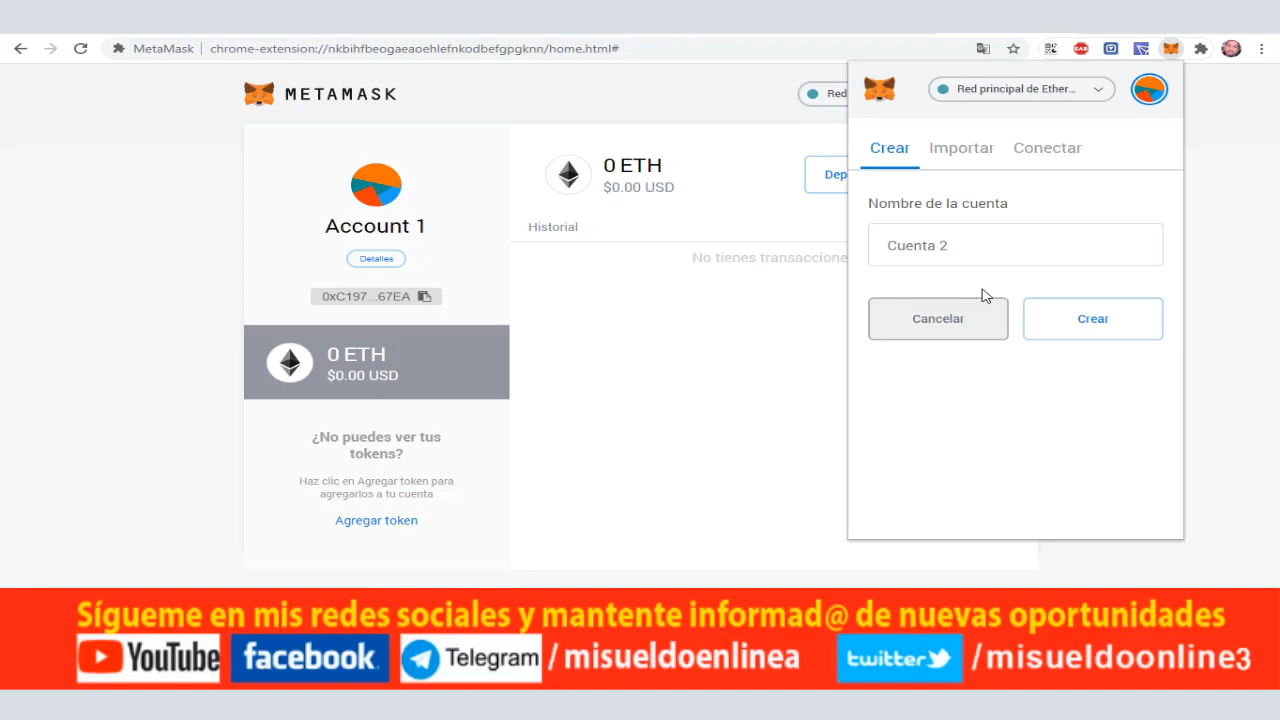 MetaMask
chrome-extension://nkbihfbeogaeaoehlefnkodbefgpgknn/home.html#
METAMASK
Red
Red principal de Ether...
Crear
Importar
Conectar
0 ETH
$0.00 USD
Dep
Account 1
Detalles
0xC197...67EA
Historial
No tienes transaccione
Nombre de la cuenta
Cuenta 2
Cancelar
Crear
0 ETH
$0.00 USD
¿No puedes ver tus
tokens?
Haz clic en Agregar token para
agregarlos a tu cuenta
Agregar token
Sígueme en mis redes sociales y mantente informad@ de nuevas oportunidades
YouTube
facebook
Telegram
/ misueldoenlinea
twitter
/misueldoonline3